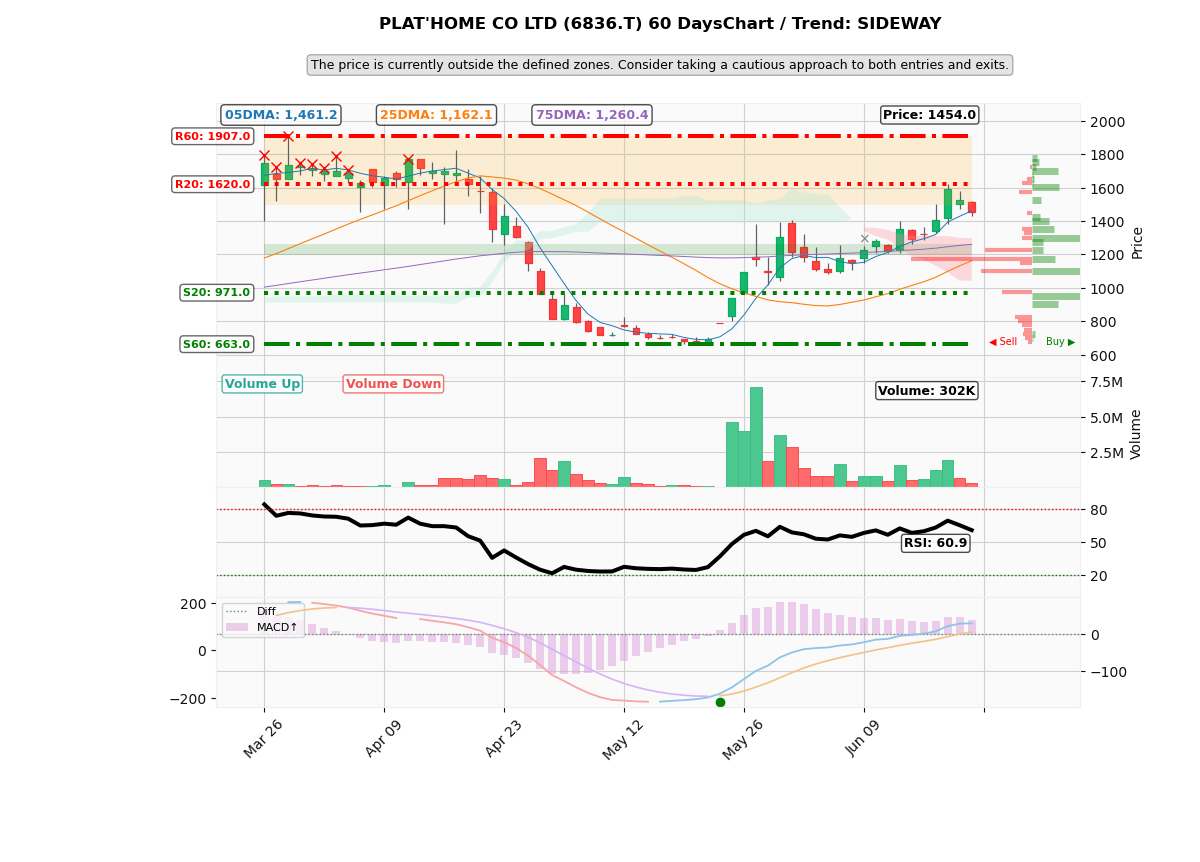 PLAT'HOME CO LTD (6836.T) 60 DaysChart / Trend: SIDEWAY
The price is currently outside the defined zones. Consider taking a cautious approach to both entries and exits.
05DMA: 1,461.2
25DMA: 1,162.1
75DMA: 1,260.4
Price: 1454.0
R60: 1907.0
R20: 1620.0
S20: 971.0
S60: 663.0
2000
1800
1600
1400
1200
1000
800
600
Price
◄ Sell
Buy ►
Volume Up
Volume Down
Volume: 302K
7.5M
5.0M
2.5M
Volume
80
50
20
RSI: 60.9
200
0
−200
Diff
MACD↑
0
−100
Mar 26
Apr 09
Apr 23
May 12
May 26
Jun 09